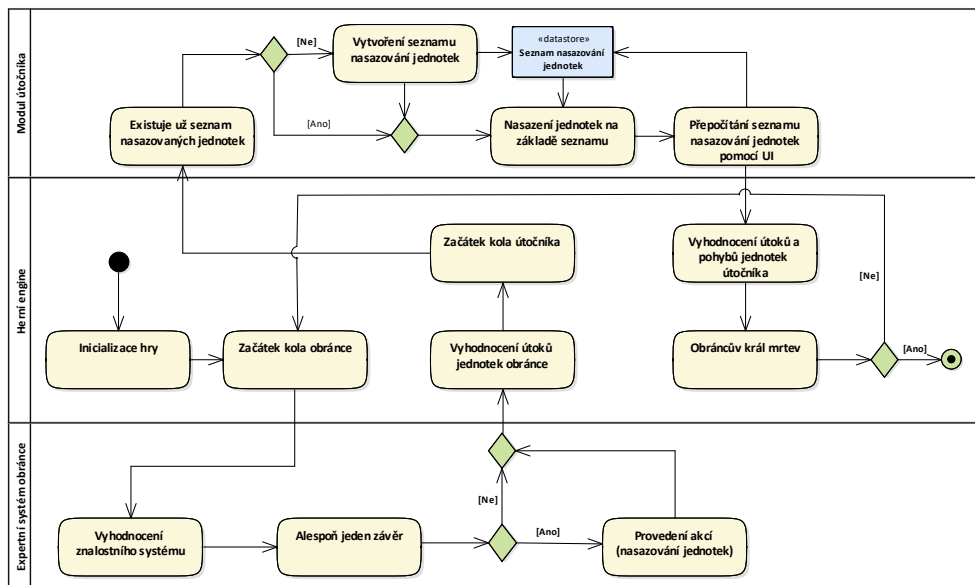 Modul útočníka
[Ne]
Vytvoření seznamu
nasazování jednotek
«datastore»
Seznam nasazování
jednotek
Existuje už seznam
nasazovaných jednotek
[Ano]
Nasazení jednotek na
základě seznamu
Přepočítání seznamu
nasazování jednotek
pomocí UI
Herní engine
Začátek kola útočníka
Vyhodnocení útoků a
pohybů jednotek
útočníka
[Ne]
Inicializace hry
Začátek kola obránce
Vyhodnocení útoků
jednotek obránce
Obráncův král mrtev
[Ano]
Expertní systém obránce
[Ne]
Vyhodnocení
znalostního systému
Alespoň jeden závěr
[Ano]
Provedení akcí
(nasazování jednotek)